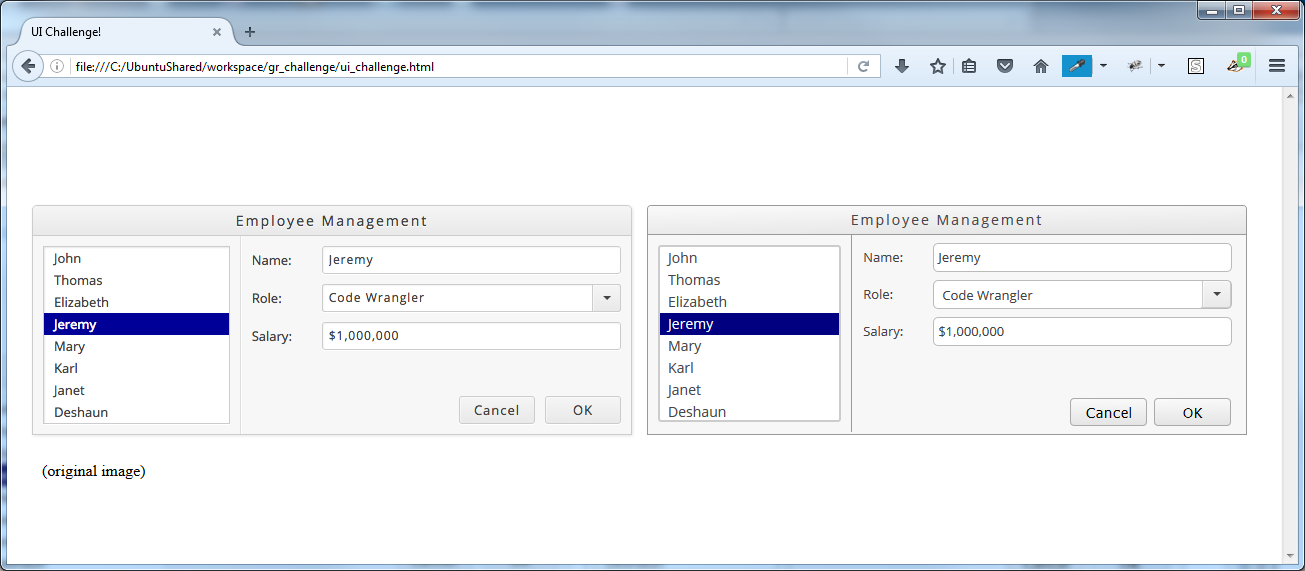 UI Challenge!
file:///C:/UbuntuShared/workspace/gr_challenge/ui_challenge.html
S
0
Employee Management
John
Thomas
Elizabeth
Jeremy
Mary
Karl
Janet
Deshaun
Name:
Jeremy
Role:
Code Wrangler
Salary:
$1,000,000
Cancel
OK
(original image)
Employee Management
John
Thomas
Elizabeth
Jeremy
Mary
Karl
Janet
Deshaun
Name:
Jeremy
Role:
Code Wrangler
Salary:
$1,000,000
Cancel
OK